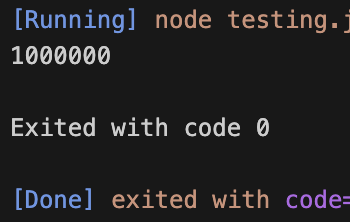 [Running] node testing.j
1000000
Exited with code 0
[Done] exited with code=